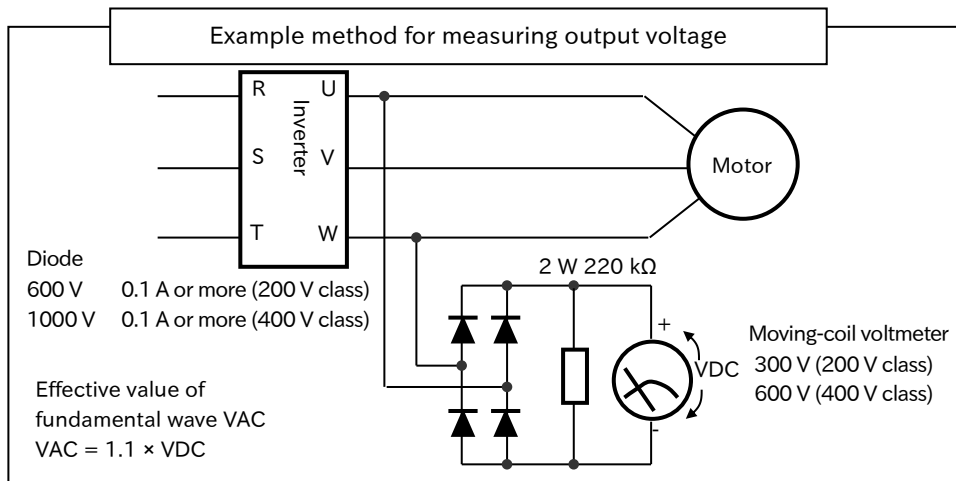 Example method for measuring output voltage
R
U
Inverter
S
V
Motor
T
W
Diode
600 V 0.1 A or more (200 V class)
1000 V 0.1 A or more (400 V class)
2 W 220 kΩ
+
VDC
-
Moving-coil voltmeter
300 V (200 V class)
600 V (400 V class)
Effective value of
fundamental wave VAC
VAC = 1.1 × VDC